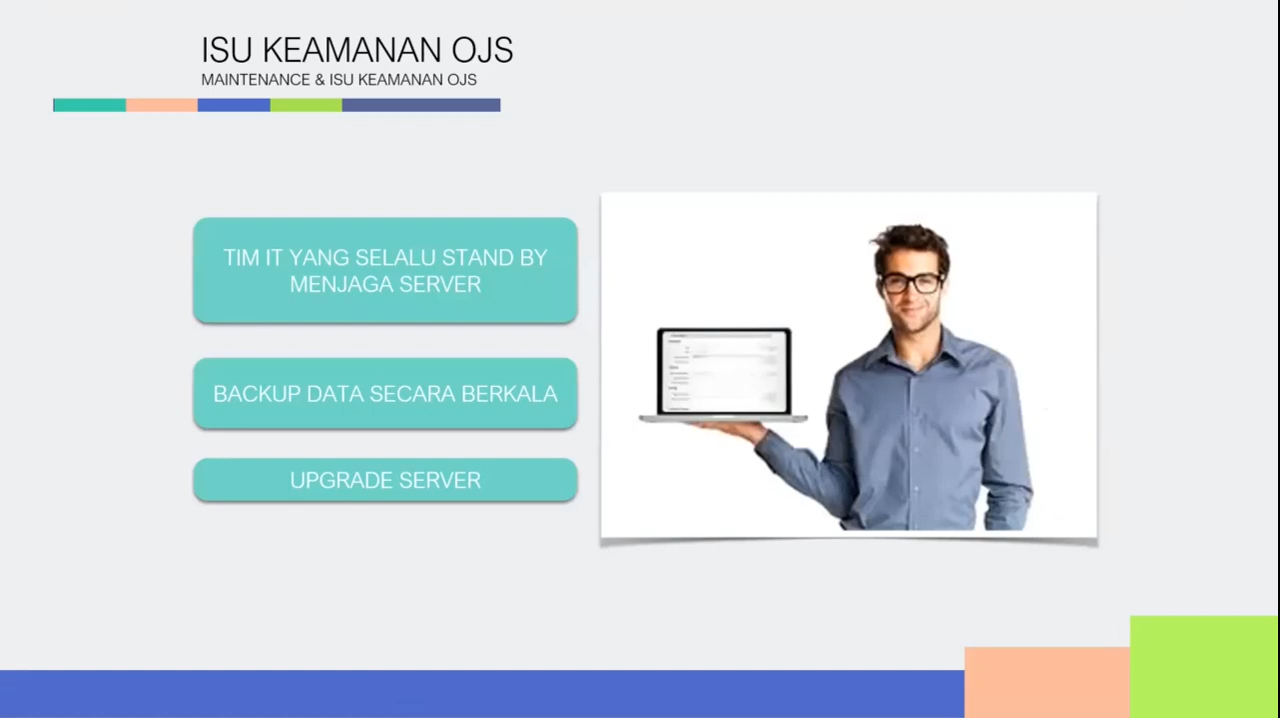 ISU KEAMANAN OJS
MAINTENANCE & ISU KEAMANAN OJS
TIM IT YANG SELALU STAND BY
MENJAGA SERVER
BACKUP DATA SECARA BERKALA
UPGRADE SERVER